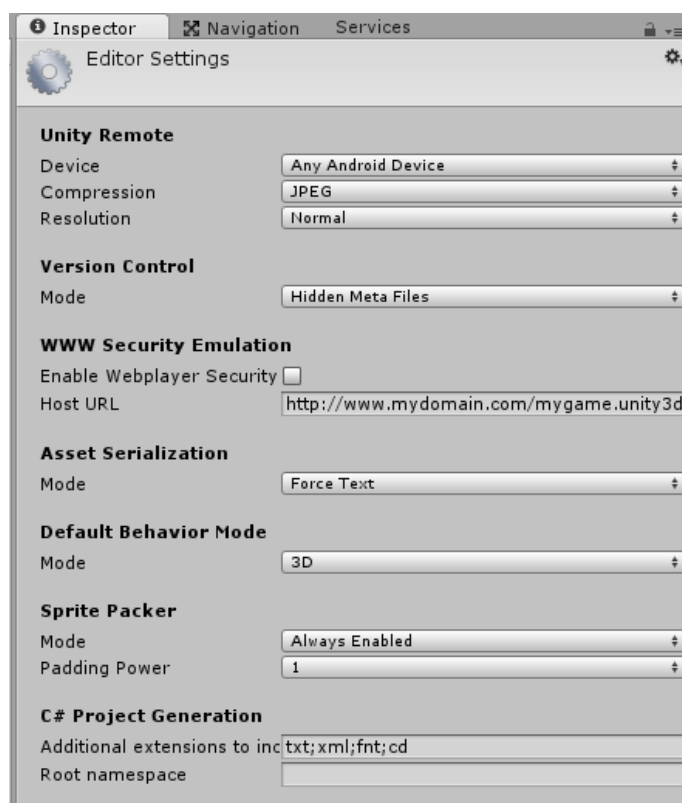 Inspector Navigation Services
Editor Settings
Unity Remote
Device Any Android Device
Compression JPEG
Resolution Normal
Version Control
Mode Hidden Meta Files
WWW Security Emulation
Enable Webplayer Security
Host URL http://www.mydomain.com/mygame.unity3d
Asset Serialization
Mode Force Text
Default Behavior Mode
Mode 3D
Sprite Packer
Mode Always Enabled
Padding Power 1
C# Project Generation
Additional extensions to inc txt;xml;fnt;cd
Root namespace